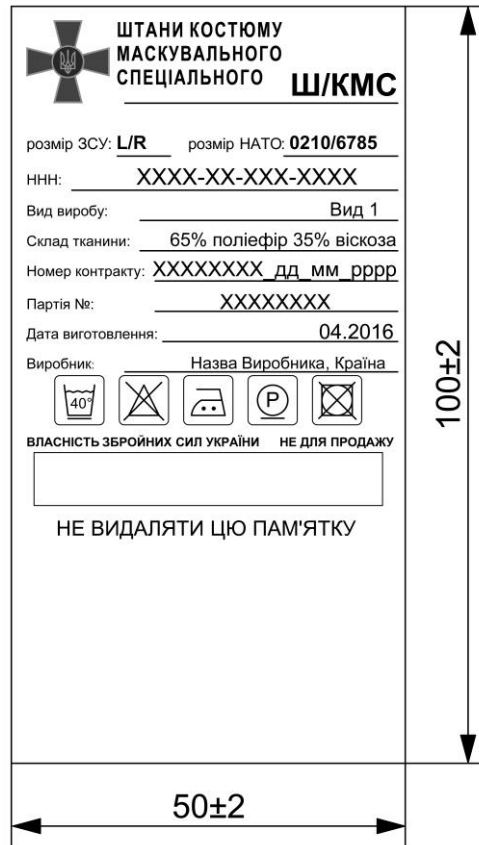 ШТАНИ КОСТЮМУ
МАСКУВАЛЬНОГО
СПЕЦІАЛЬНОГО Ш/КМС
розмір ЗСУ: L/R розмір НАТО: 0210/6785
ННН: XXXX-XX-XXX-XXXX
Вид виробу: Вид 1
Склад тканини: 65% поліефір 35% віскоза
Номер контракту: XXXXXXXX_дд_мм_рррр
Партія №: XXXXXXXX
Дата виготовлення: 04.2016
Виробник: Назва Виробника, Країна
40° P
ВЛАСНІСТЬ ЗБРОЙНИХ СИЛ УКРАЇНИ НЕ ДЛЯ ПРОДАЖУ
НЕ ВИДАЛЯТИ ЦЮ ПАМ'ЯТКУ
100±2
50±2